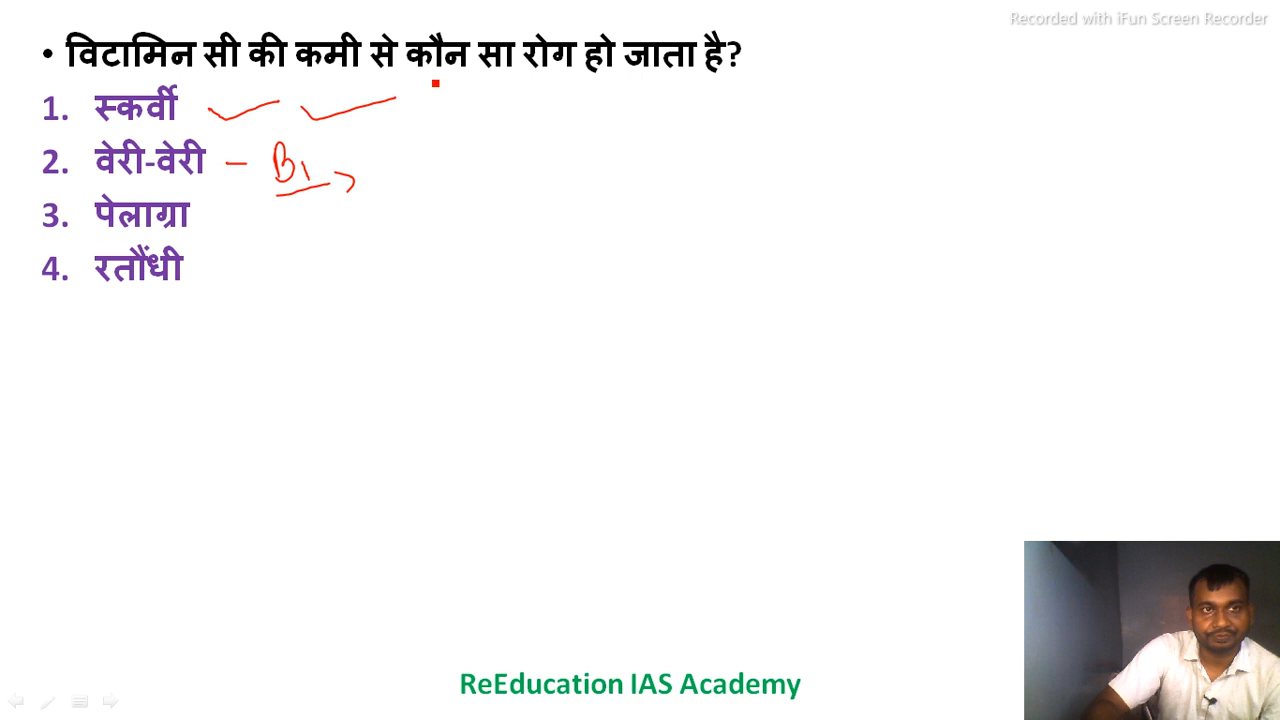 Recorded with iFun Screen Recorder
• विटामिन सी की कमी से कौन सा रोग हो जाता है?
1. स्कर्वी
2. वेरी-वेरी – B1
3. पेलाग्रा
4. रतौंधी
ReEducation IAS Academy